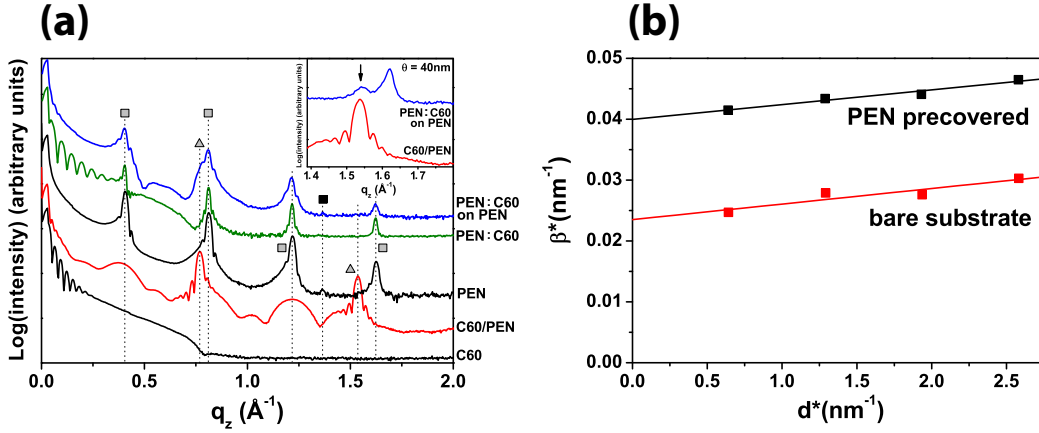 (a)
Log(intensity) (arbitrary units)
Log(intensity) (arbitrary units)
θ = 40nm
PEN:C60
on PEN
C60/PEN
1.4 1.5 1.6 1.7
q_z (Å⁻¹)
PEN:C60
on PEN
PEN:C60
PEN
C60/PEN
C60
0.0 0.5 1.0 1.5 2.0
q_z (Å⁻¹)
(b)
β*(nm⁻¹)
0.05
0.04
0.03
0.02
0.01
0.00
PEN precovered
bare substrate
0.0 0.5 1.0 1.5 2.0 2.5
d*(nm⁻¹)